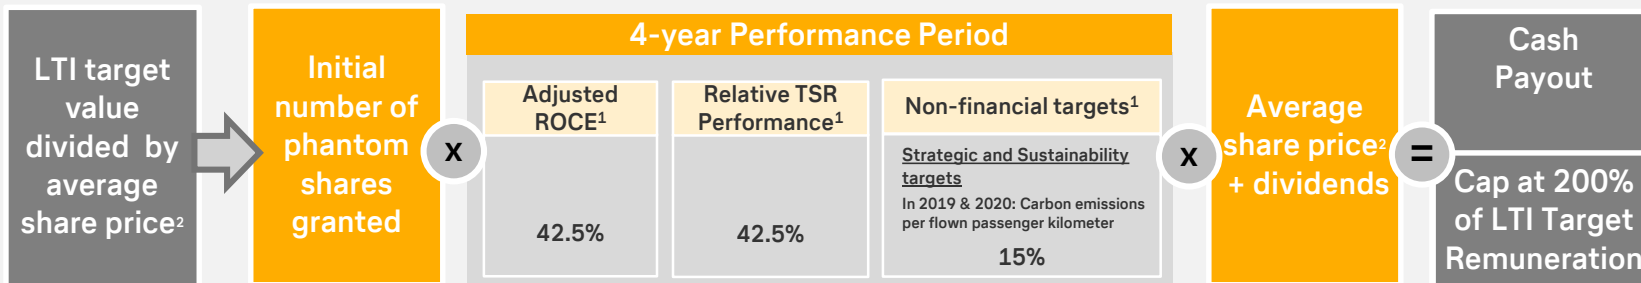 LTI target
value
divided by
average
share price²
Initial
number of
phantom
shares
granted
x
4-year Performance Period
Adjusted
ROCE¹
42.5%
Relative TSR
Performance¹
42.5%
Non-financial targets¹
Strategic and Sustainability
targets
In 2019 & 2020: Carbon emissions
per flown passenger kilometer
15%
x
Average
share price²
+ dividends
=
Cash
Payout
Cap at 200%
of LTI Target
Remuneration